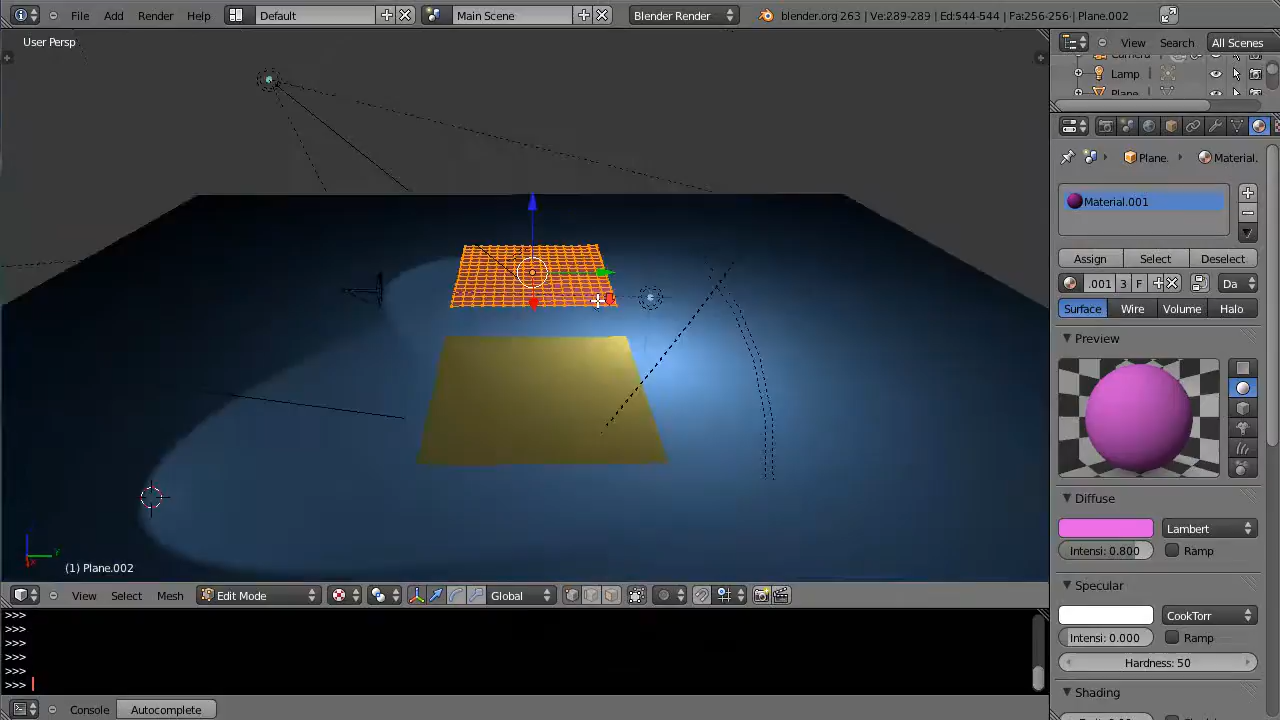 File Add Render Help Default Main Scene Blender Render blender.org 263 | Ve:289-289 | Ed:544-544 | Fa:256-256 | Plane.002
User Persp
View Search All Scenes
Camera
Lamp
Plane
Plane. Material.
Material.001
Assign Select Deselect
.001 3 F Da
Surface Wire Volume Halo
Preview
Diffuse
Lambert
Intensi: 0.800 Ramp
Specular
CookTorr
Intensi: 0.000 Ramp
Hardness: 50
Shading
(1) Plane.002
View Select Mesh Edit Mode Global
>>>
>>>
>>>
>>>
>>>
>>>
Console Autocomplete